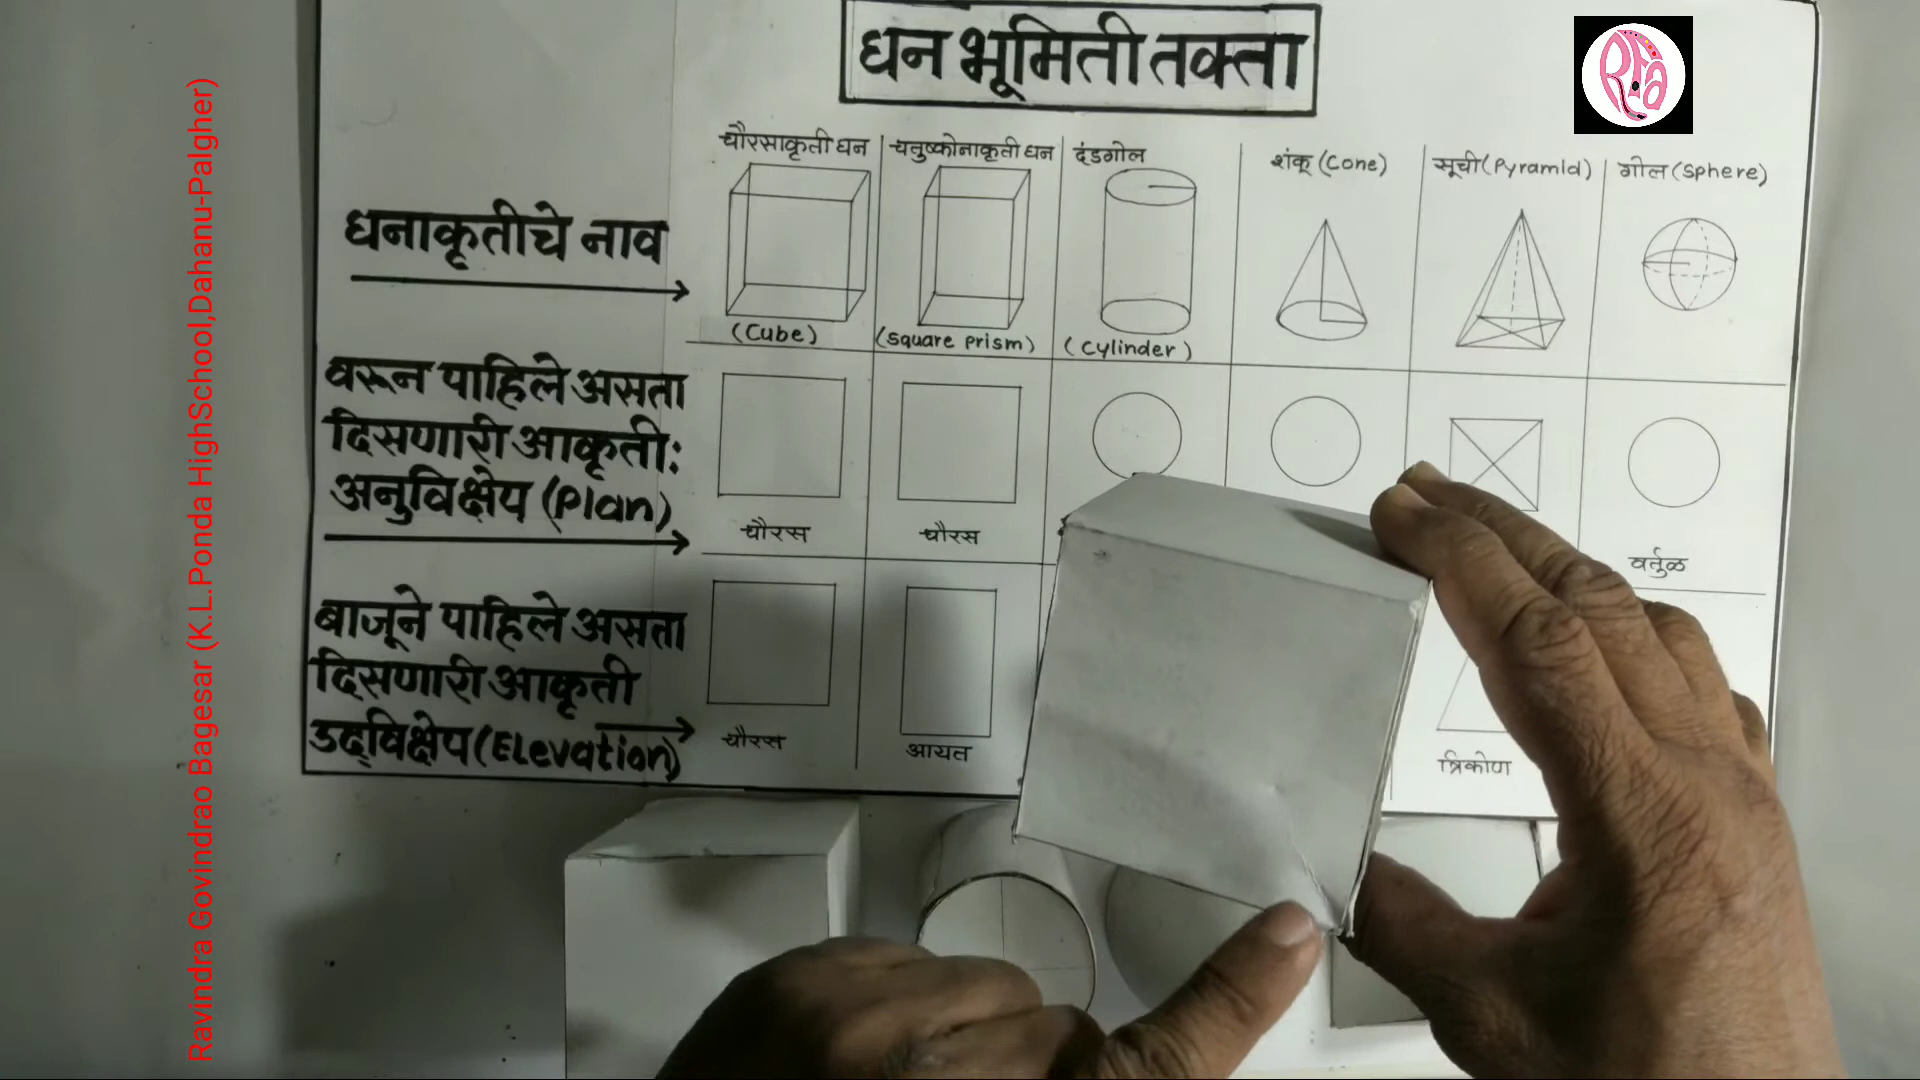 धन भूमिती तक्ता
RFa
Ravindra Govindrao Bagesar (K.L.Ponda HighSchool,Dahanu-Palgher)
धनाकृतीचे नाव
चौरसाकृती धन
(Cube)
चतुष्कोनाकृती धन
(square prism)
दंडगोल
(Cylinder)
शंकू (Cone)
सूची (Pyramid)
गोल (Sphere)
वरून पाहिले असता
दिसणारी आकृती:
अनुविक्षेप (Plan)
चौरस
चौरस
वर्तुळ
बाजूने पाहिले असता
दिसणारी आकृती
उद्विक्षेप (Elevation)
चौरस
आयत
त्रिकोण